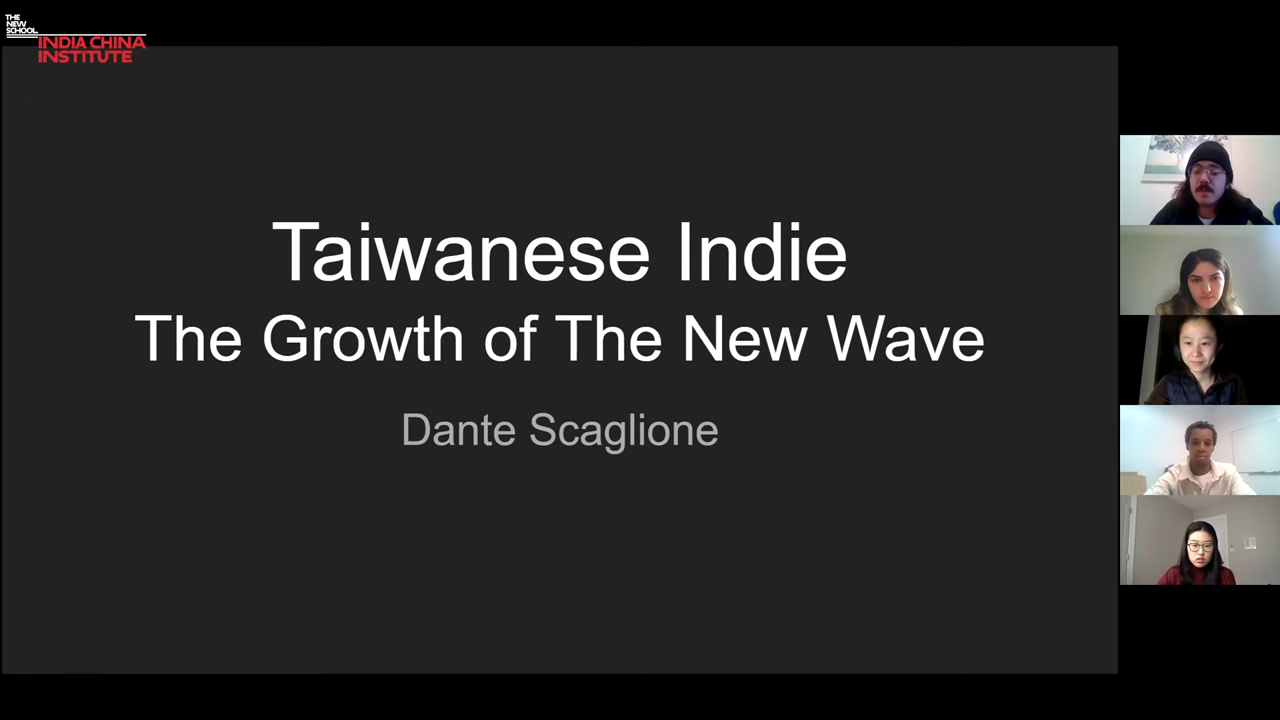 THE
NEW
SCHOOL
INDIA CHINA
INSTITUTE
Taiwanese Indie
The Growth of The New Wave
Dante Scaglione